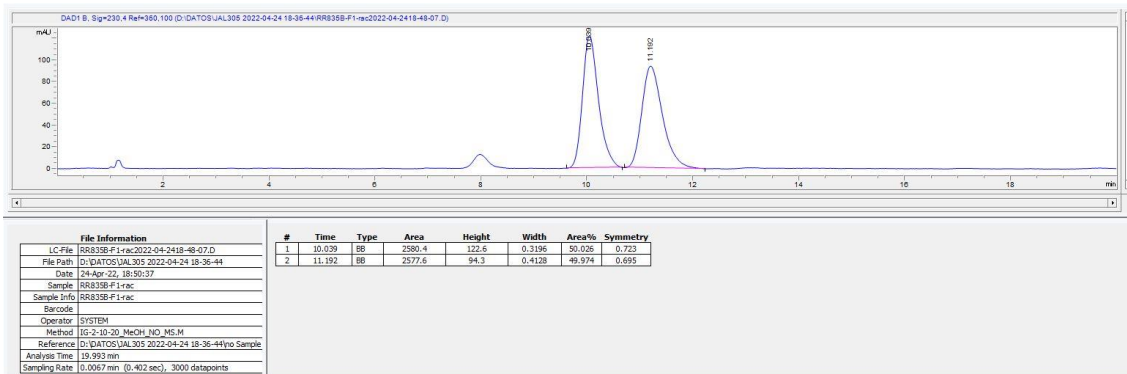 DAD1 B, Sig=230,4 Ref=360,100 (D:\DATOS\JAL305 2022-04-24 18-36-44\RR835B-F1-rac2022-04-2418-48-07.D)
mAU
100
80
60
40
20
0
10.039
11.192
2 4 6 8 10 12 14 16 18 min
File Information
LC-File RR835B-F1-rac2022-04-2418-48-07.D
File Path D:\DATOS\JAL305 2022-04-24 18-36-44
Date 24-Apr-22, 18:50:37
Sample RR835B-F1-rac
Sample Info RR835B-F1-rac
Barcode
Operator SYSTEM
Method IG-2-10-20_MeOH_NO_MS.M
Reference D:\DATOS\JAL305 2022-04-24 18-36-44\no Sample
Analysis Time 19.993 min
Sampling Rate 0.0067 min (0.402 sec), 3000 datapoints
# Time Type Area Height Width Area% Symmetry
1 10.039 BB 2580.4 122.6 0.3196 50.026 0.723
2 11.192 BB 2577.6 94.3 0.4128 49.974 0.695